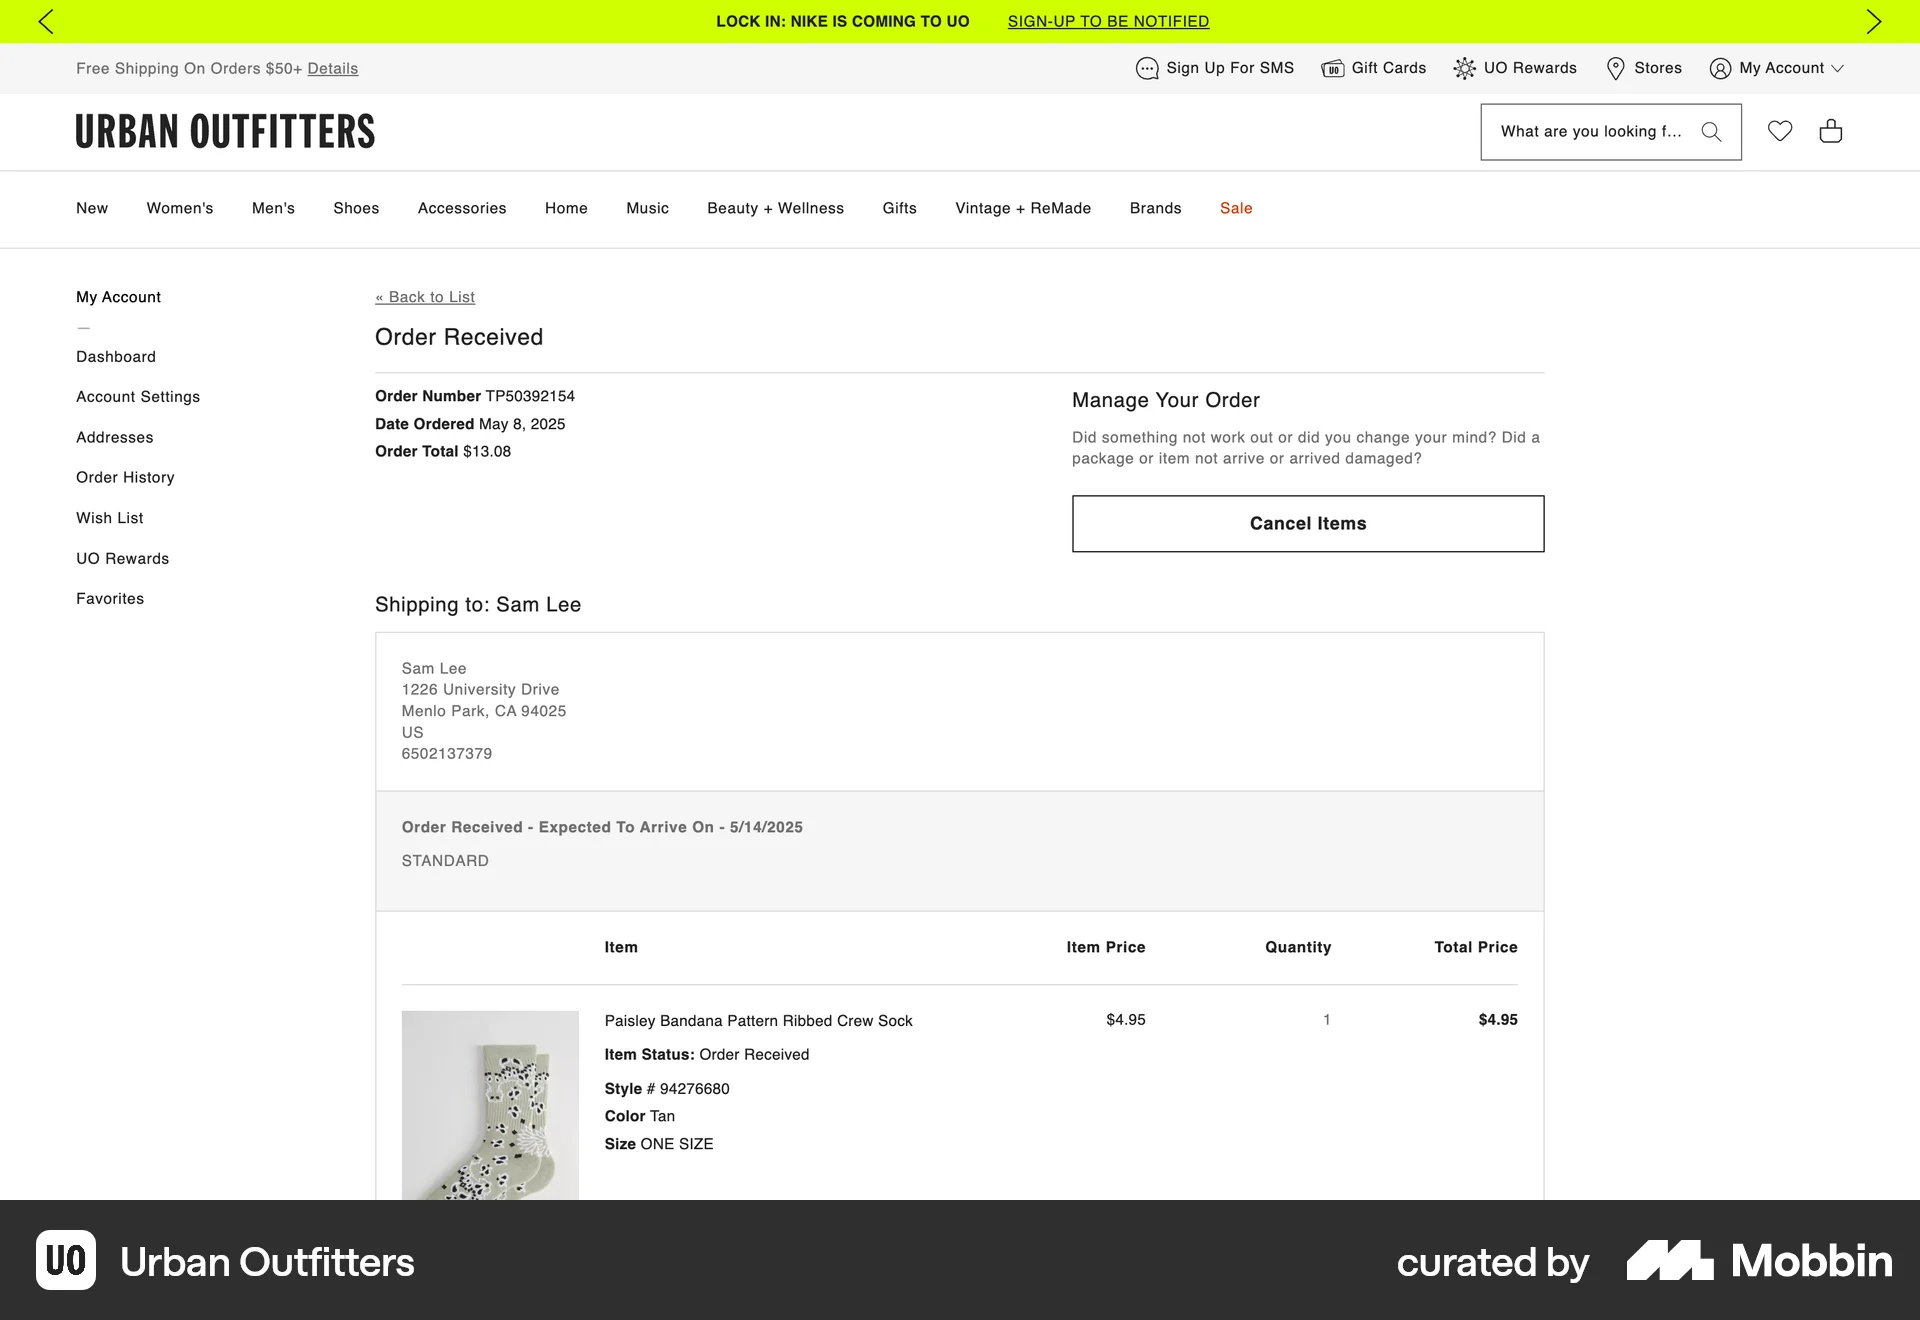 LOCK IN: NIKE IS COMING TO UO SIGN-UP TO BE NOTIFIED
Free Shipping On Orders $50+ Details
Sign Up For SMS
UO
Gift Cards
UO Rewards
Stores
My Account
URBAN OUTFITTERS
What are you looking f...
New
Women's
Men's
Shoes
Accessories
Home
Music
Beauty + Wellness
Gifts
Vintage + ReMade
Brands
Sale
My Account
—
Dashboard
Account Settings
Addresses
Order History
Wish List
UO Rewards
Favorites
« Back to List
Order Received
Order Number TP50392154
Date Ordered May 8, 2025
Order Total $13.08
Manage Your Order
Did something not work out or did you change your mind? Did a
package or item not arrive or arrived damaged?
Cancel Items
Shipping to: Sam Lee
Sam Lee
1226 University Drive
Menlo Park, CA 94025
US
6502137379
Order Received - Expected To Arrive On - 5/14/2025
STANDARD
Item
Item Price
Quantity
Total Price
Paisley Bandana Pattern Ribbed Crew Sock
$4.95
1
$4.95
Item Status: Order Received
Style # 94276680
Color Tan
Size ONE SIZE
UO
Urban Outfitters
curated by
Mobbin